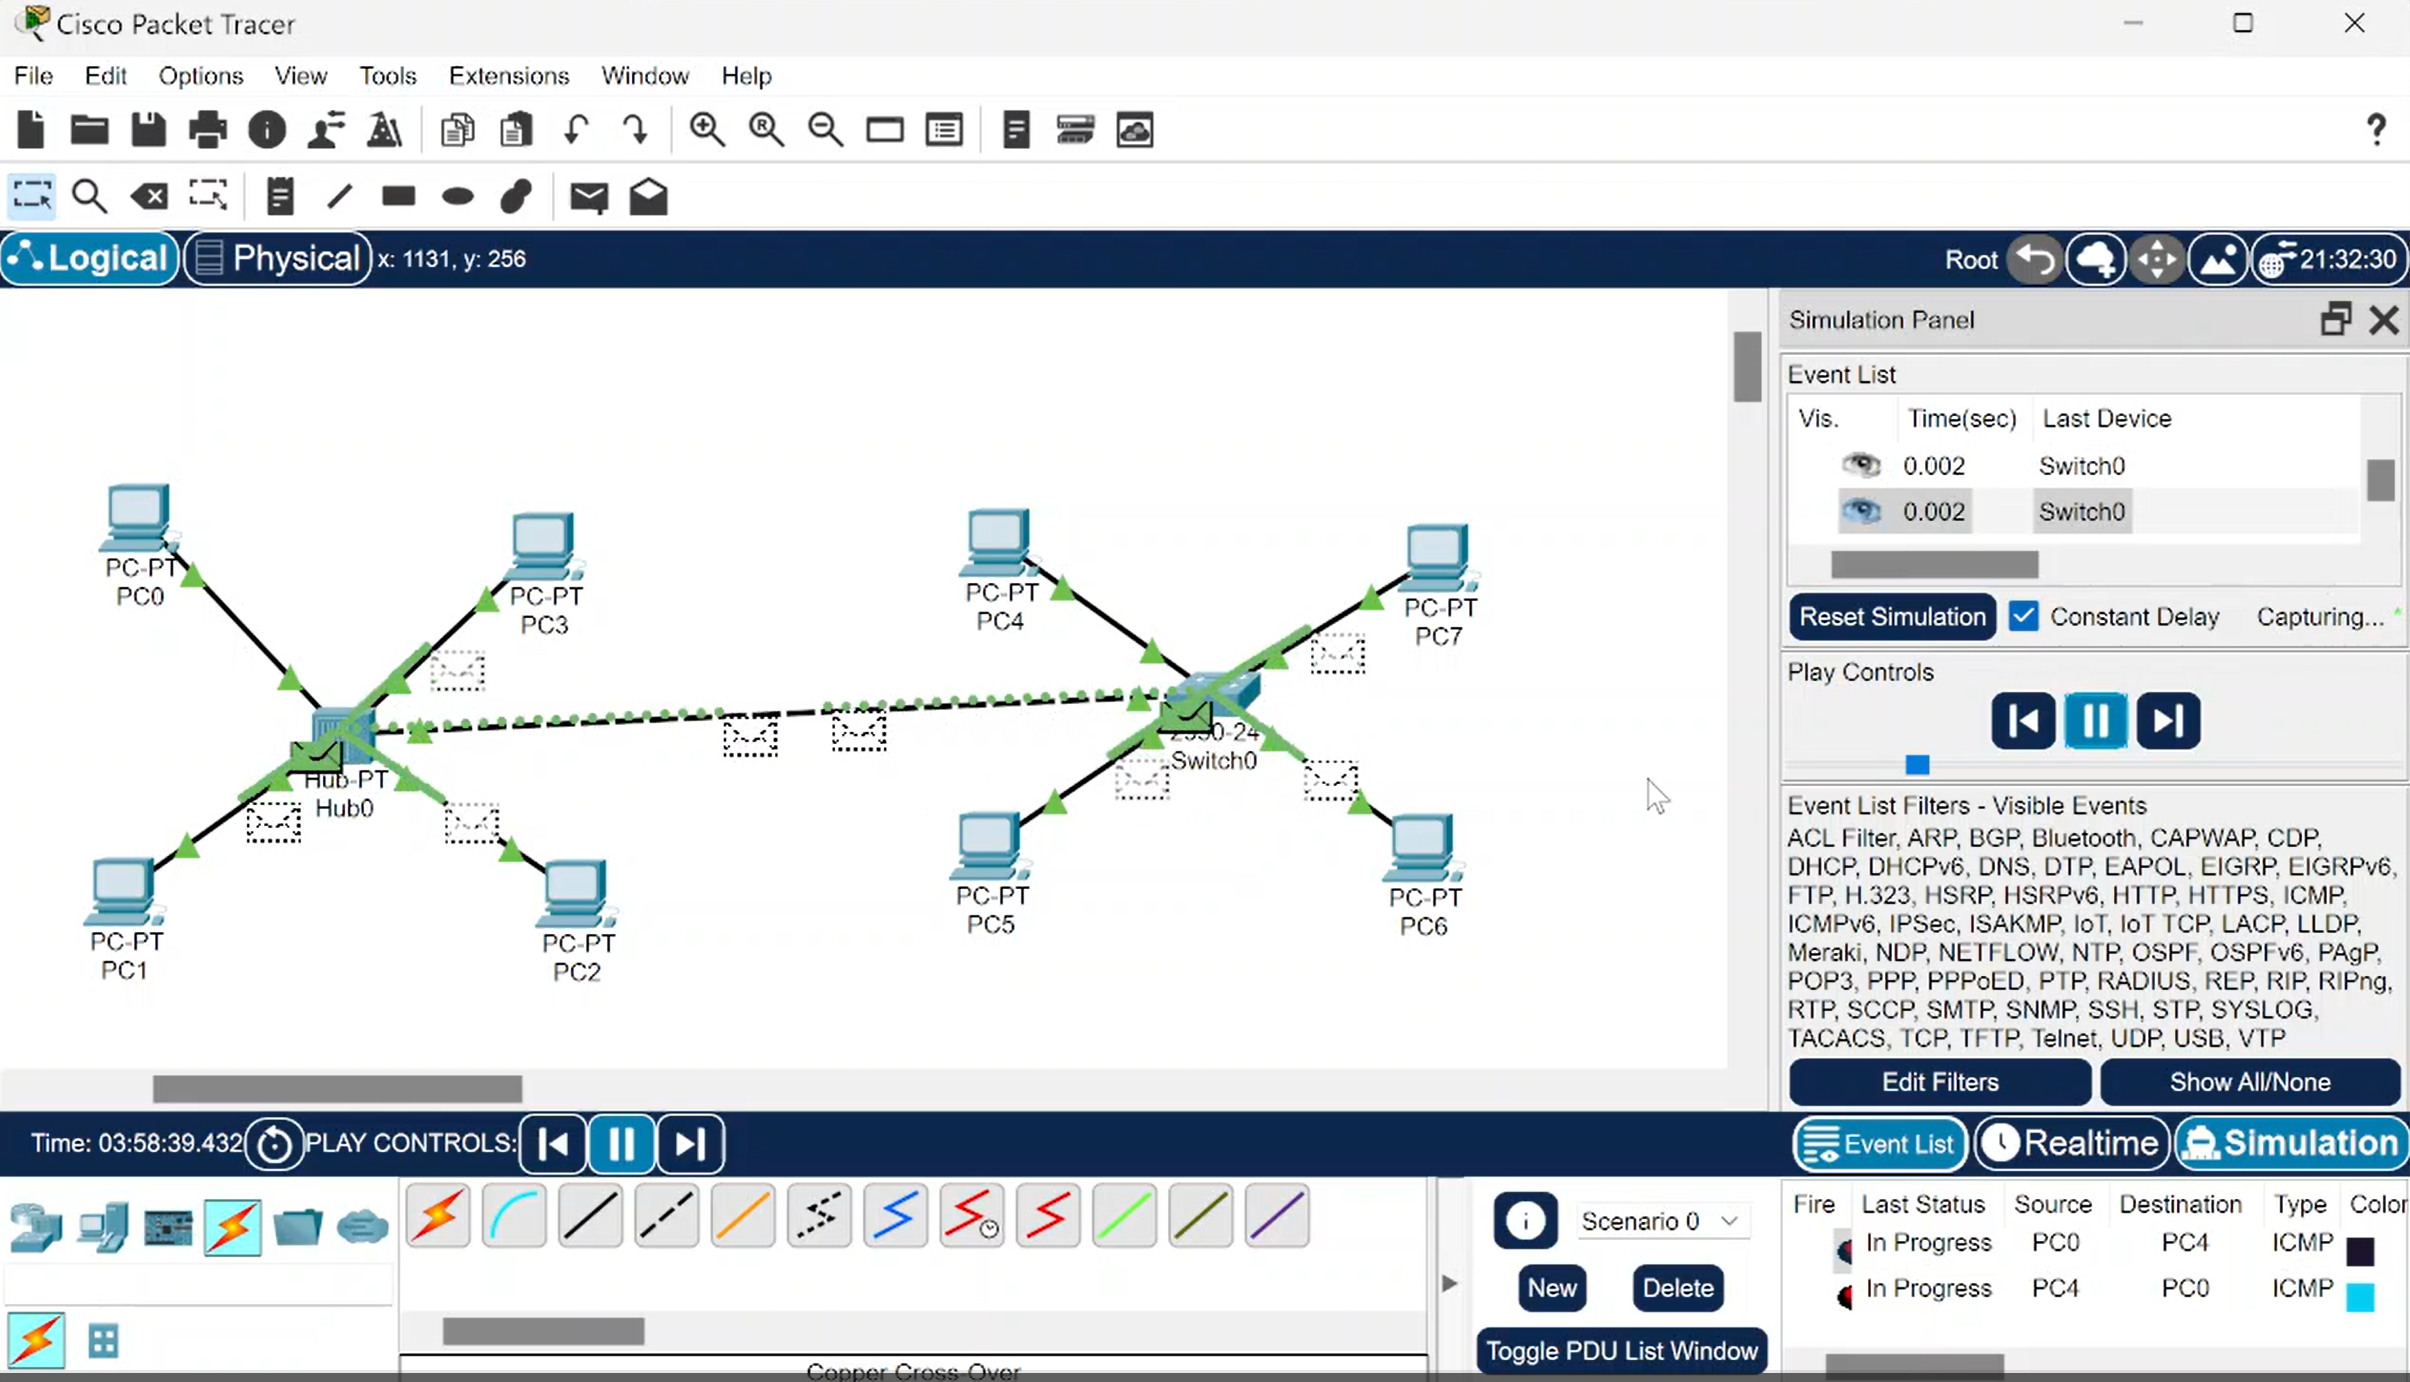 Cisco Packet Tracer
File Edit Options View Tools Extensions Window Help
Logical Physical x: 1131, y: 256 Root 21:32:30
Simulation Panel
Event List
Vis. Time(sec) Last Device
0.002 Switch0
0.002 Switch0
Reset Simulation Constant Delay Capturing...
Play Controls
Event List Filters - Visible Events
ACL Filter, ARP, BGP, Bluetooth, CAPWAP, CDP,
DHCP, DHCPv6, DNS, DTP, EAPOL, EIGRP, EIGRPv6,
FTP, H.323, HSRP, HSRPv6, HTTP, HTTPS, ICMP,
ICMPv6, IPSec, ISAKMP, IoT, IoT TCP, LACP, LLDP,
Meraki, NDP, NETFLOW, NTP, OSPF, OSPFv6, PAgP,
POP3, PPP, PPPoED, PTP, RADIUS, REP, RIP, RIPng,
RTP, SCCP, SMTP, SNMP, SSH, STP, SYSLOG,
TACACS, TCP, TFTP, Telnet, UDP, USB, VTP
Edit Filters Show All/None
PC-PT
PC0
PC-PT
PC3
PC-PT
PC4
PC-PT
PC7
Hub-PT
Hub0
Switch0
PC-PT
PC1
PC-PT
PC2
PC-PT
PC5
PC-PT
PC6
Time: 03:58:39.432 PLAY CONTROLS:
Event List Realtime Simulation
Scenario 0
New Delete
Toggle PDU List Window
Fire Last Status Source Destination Type Color
In Progress PC0 PC4 ICMP
In Progress PC4 PC0 ICMP
Copper Cross-Over